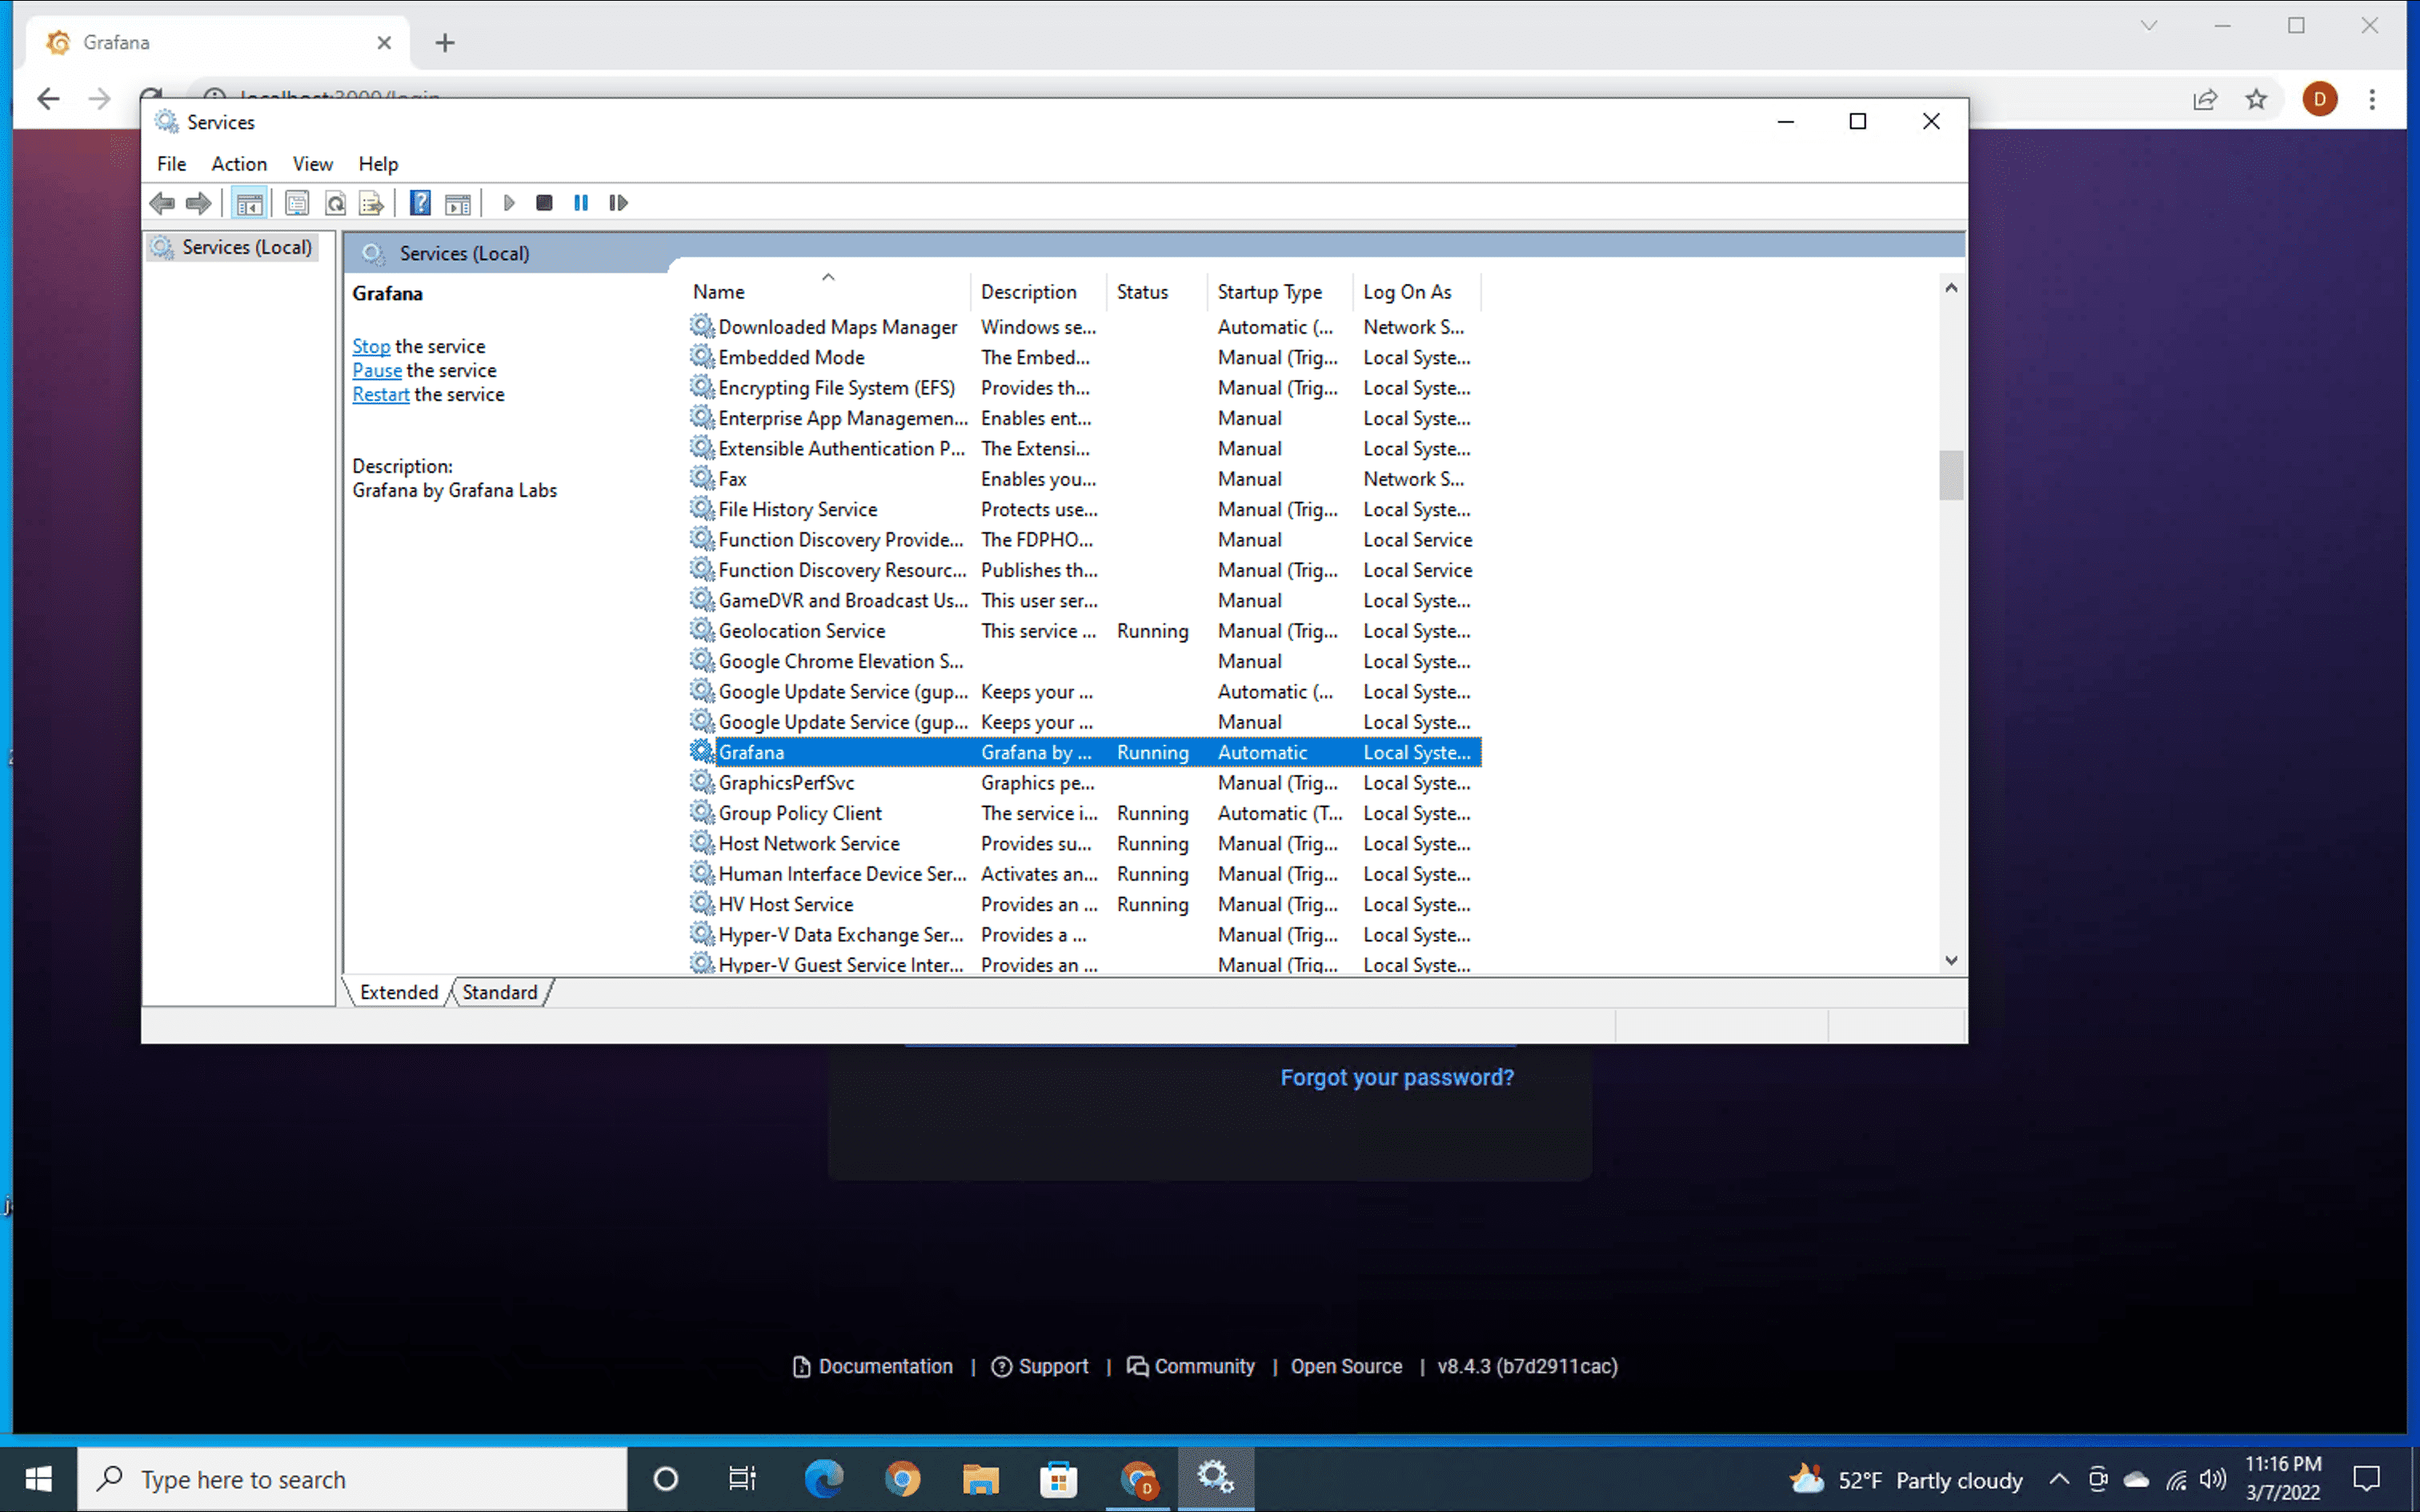 Grafana
localhost:3000/login
D
Services
File Action View Help
Services (Local)
Services (Local)
Grafana
Stop the service
Pause the service
Restart the service
Description:
Grafana by Grafana Labs
Name Description Status Startup Type Log On As
Downloaded Maps Manager Windows se... Automatic (... Network S...
Embedded Mode The Embed... Manual (Trig... Local Syste...
Encrypting File System (EFS) Provides th... Manual (Trig... Local Syste...
Enterprise App Managemen... Enables ent... Manual Local Syste...
Extensible Authentication P... The Extensi... Manual Local Syste...
Fax Enables you... Manual Network S...
File History Service Protects use... Manual (Trig... Local Syste...
Function Discovery Provide... The FDPHO... Manual Local Service
Function Discovery Resourc... Publishes th... Manual (Trig... Local Service
GameDVR and Broadcast Us... This user ser... Manual Local Syste...
Geolocation Service This service ... Running Manual (Trig... Local Syste...
Google Chrome Elevation S... Manual Local Syste...
Google Update Service (gup... Keeps your ... Automatic (... Local Syste...
Google Update Service (gup... Keeps your ... Manual Local Syste...
Grafana Grafana by ... Running Automatic Local Syste...
GraphicsPerfSvc Graphics pe... Manual (Trig... Local Syste...
Group Policy Client The service i... Running Automatic (T... Local Syste...
Host Network Service Provides su... Running Manual (Trig... Local Syste...
Human Interface Device Ser... Activates an... Running Manual (Trig... Local Syste...
HV Host Service Provides an ... Running Manual (Trig... Local Syste...
Hyper-V Data Exchange Ser... Provides a ... Manual (Trig... Local Syste...
Hyper-V Guest Service Inter... Provides an ... Manual (Trig... Local Syste...
Extended Standard
Forgot your password?
Documentation | Support | Community | Open Source | v8.4.3 (b7d2911cac)
Type here to search
D
52°F Partly cloudy
11:16 PM
3/7/2022